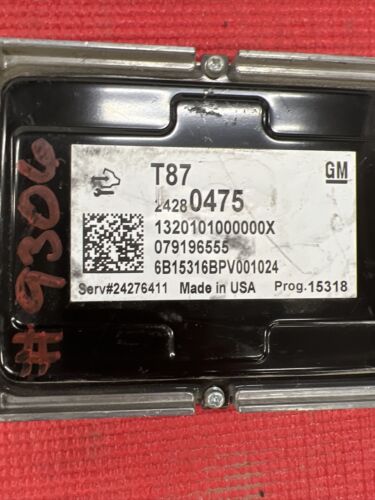 #9306
T87
GM
24280475
1320101000000X
079196555
6B15316BPV001024
Serv#24276411 Made in USA Prog.15318